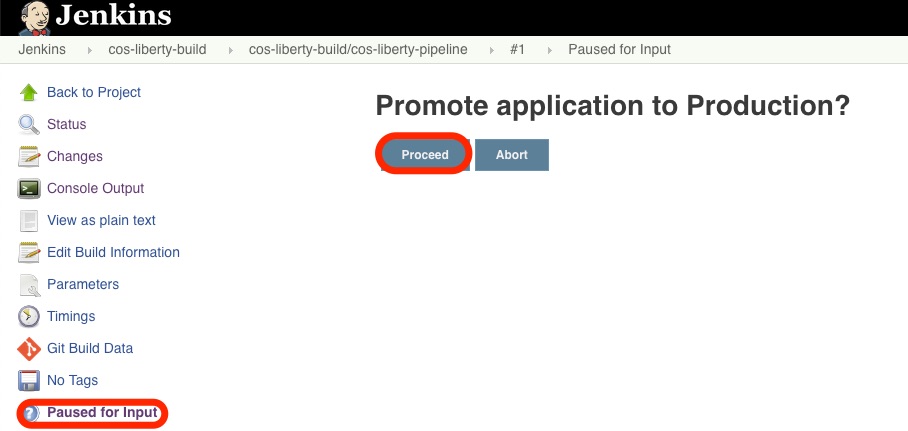 Jenkins
Jenkins cos-liberty-build cos-liberty-build/cos-liberty-pipeline #1 Paused for Input
Back to Project
Promote application to Production?
Status
Proceed Abort
Changes
Console Output
View as plain text
Edit Build Information
Parameters
Timings
Git Build Data
No Tags
Paused for Input